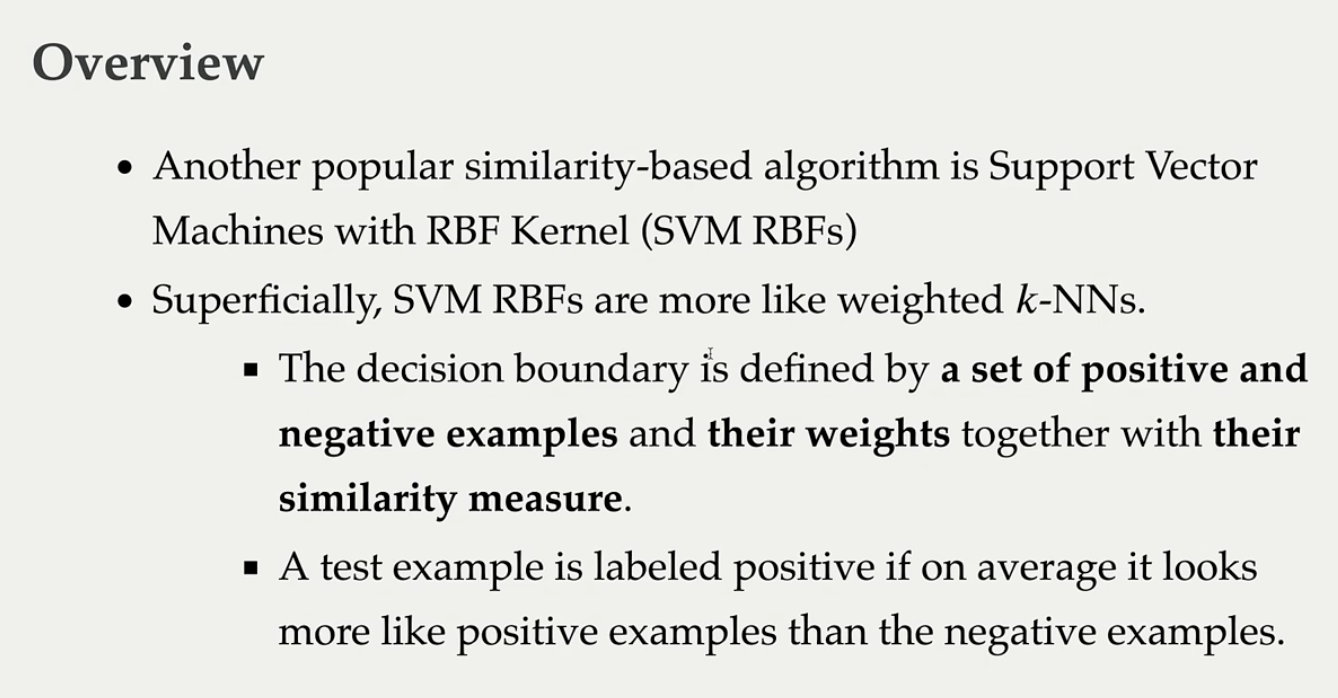 Overview
• Another popular similarity-based algorithm is Support Vector
Machines with RBF Kernel (SVM RBFs)
• Superficially, SVM RBFs are more like weighted k-NNs.
▪ The decision boundary is defined by a set of positive and
negative examples and their weights together with their
similarity measure.
▪ A test example is labeled positive if on average it looks
more like positive examples than the negative examples.